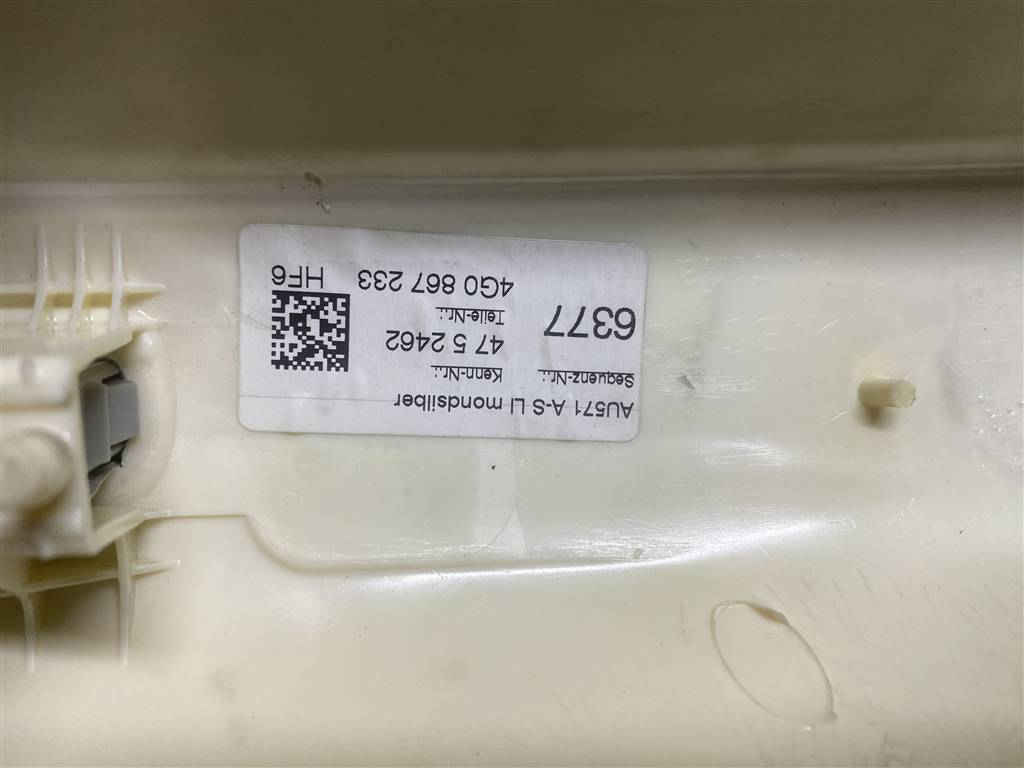 AU571 A-S LI mondsilber
Sequenz-Nr.:
6377
Kenn-Nr.:
47 5 2462
Teile-Nr.:
4G0 867 233
HF6